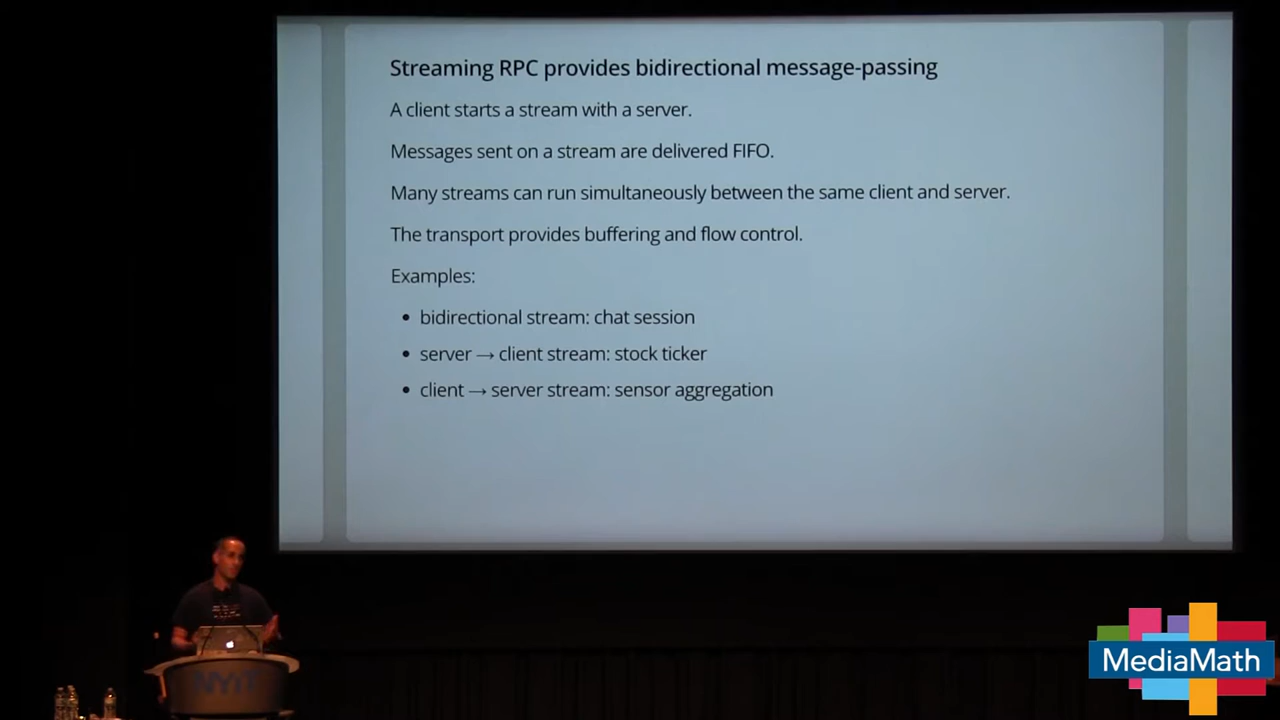 Streaming RPC provides bidirectional message-passing
A client starts a stream with a server.
Messages sent on a stream are delivered FIFO.
Many streams can run simultaneously between the same client and server.
The transport provides buffering and flow control.
Examples:
• bidirectional stream: chat session
• server → client stream: stock ticker
• client → server stream: sensor aggregation
MediaMath